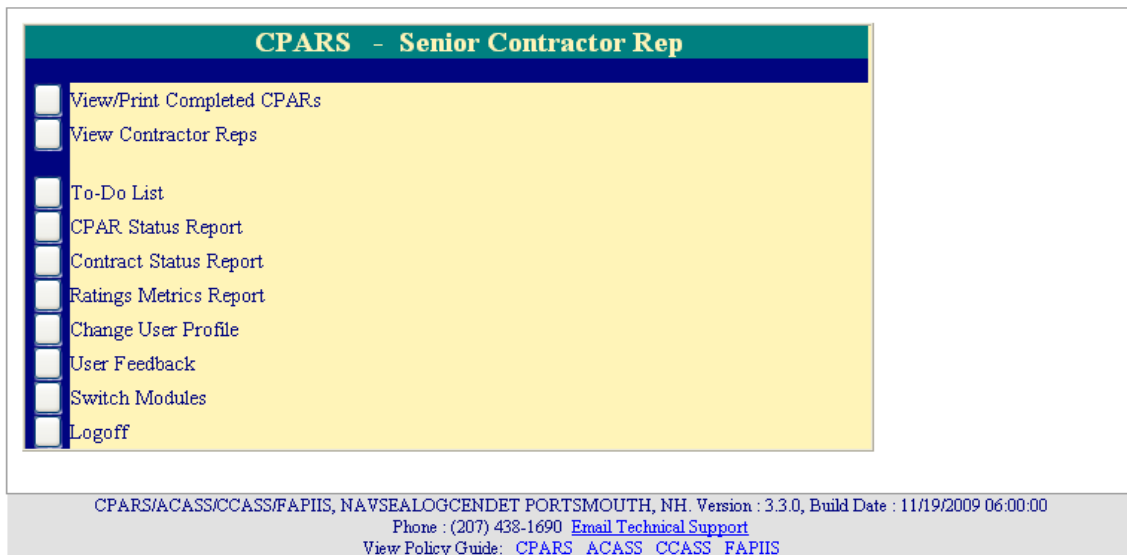 CPARS - Senior Contractor Rep
View/Print Completed CPARs
View Contractor Reps
To-Do List
CPAR Status Report
Contract Status Report
Ratings Metrics Report
Change User Profile
User Feedback
Switch Modules
Logoff
CPARS/ACASS/CCASS/FAPIIS, NAVSEALOGCENDET PORTSMOUTH, NH. Version : 3.3.0, Build Date : 11/19/2009 06:00:00
Phone : (207) 438-1690 Email Technical Support
View Policy Guide: CPARS ACASS CCASS FAPIIS